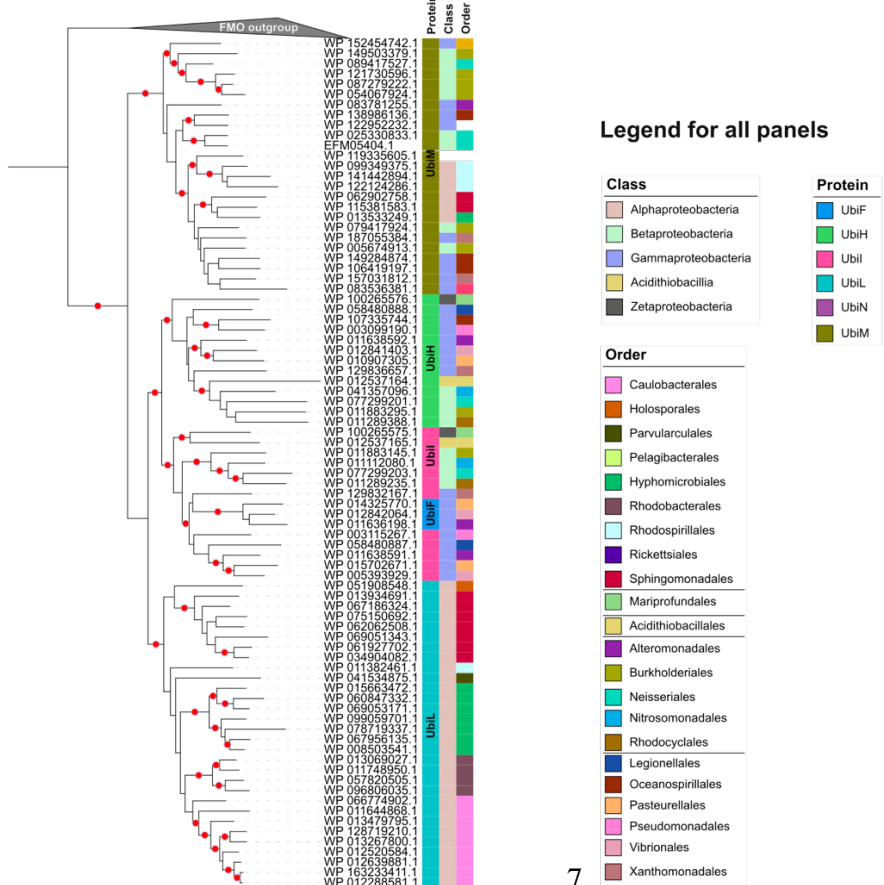 FMO outgroup
Protein
Class
Order
WP 152454742.1
WP 149503379.1
WP 089417527.1
WP 121730596.1
WP 087279222.1
WP 054067924.1
WP 083781255.1
WP 138986136.1
WP 122952232.1
WP 025330833.1
EFM05404.1
WP 119335605.1
WP 099349375.1
WP 141442894.1
WP 122124286.1
WP 062902758.1
WP 115381583.1
WP 013533249.1
WP 079417924.1
WP 187055384.1
WP 005674913.1
WP 149284874.1
WP 106419197.1
WP 157031812.1
WP 083536381.1
WP 100265576.1
WP 058480888.1
WP 107335744.1
WP 003099190.1
WP 011638592.1
WP 012841403.1
WP 010907305.1
WP 129836657.1
WP 012537164.1
WP 041357096.1
WP 077299201.1
WP 011883295.1
WP 011289388.1
WP 100265575.1
WP 012537165.1
WP 011883145.1
WP 011112080.1
WP 077299203.1
WP 011289235.1
WP 129832167.1
WP 014325770.1
WP 012842064.1
WP 011636198.1
WP 003115267.1
WP 058480887.1
WP 011638591.1
WP 015702671.1
WP 005393929.1
WP 051908548.1
WP 013934691.1
WP 067186324.1
WP 075150692.1
WP 062062508.1
WP 069051343.1
WP 061927702.1
WP 034904082.1
WP 011382461.1
WP 041534875.1
WP 015663472.1
WP 060847332.1
WP 069053171.1
WP 099059701.1
WP 078719337.1
WP 067956135.1
WP 008503541.1
WP 013069027.1
WP 011748950.1
WP 057820505.1
WP 096806035.1
WP 066774902.1
WP 011644868.1
WP 013479795.1
WP 128719210.1
WP 013267800.1
WP 012520584.1
WP 012639881.1
WP 163233411.1
WP 012288581.1
UbiM
UbiH
UbiI
UbiF
UbiL
7
Legend for all panels
Class
Alphaproteobacteria
Betaproteobacteria
Gammaproteobacteria
Acidithiobacillia
Zetaproteobacteria
Protein
UbiF
UbiH
UbiI
UbiL
UbiN
UbiM
Order
Caulobacterales
Holosporales
Parvularculales
Pelagibacterales
Hyphomicrobiales
Rhodobacterales
Rhodospirillales
Rickettsiales
Sphingomonadales
Mariprofundales
Acidithiobacillales
Alteromonadales
Burkholderiales
Neisseriales
Nitrosomonadales
Rhodocyclales
Legionellales
Oceanospirillales
Pasteurellales
Pseudomonadales
Vibrionales
Xanthomonadales